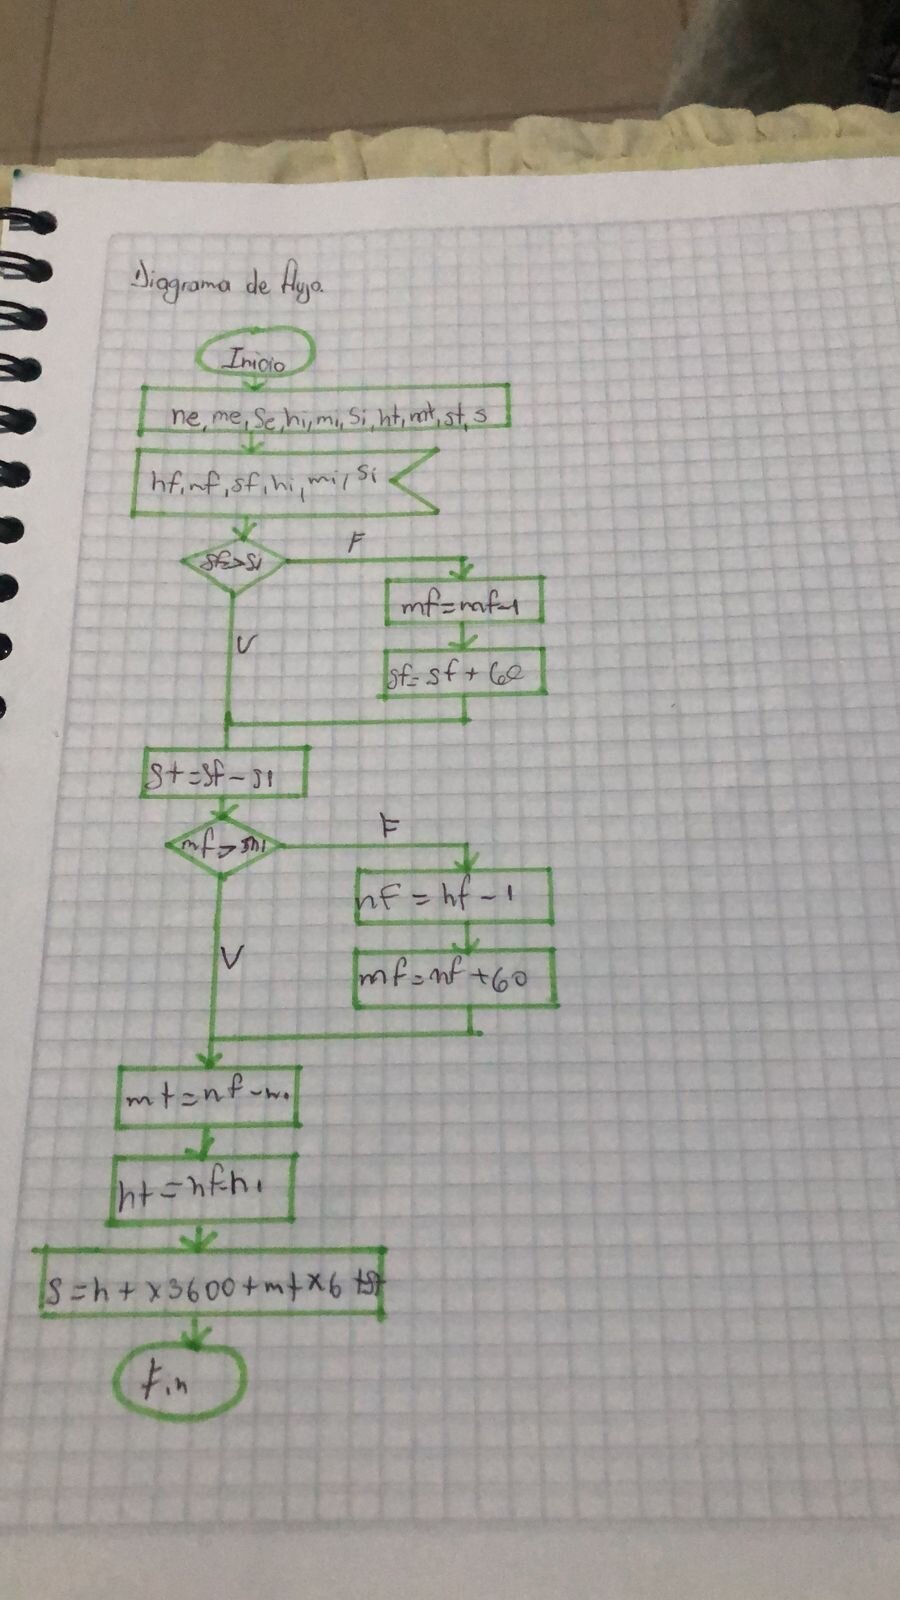 Diagrama de flujo.
Inicio
he, me, Se, hi, mi, Si, ht, mt, st, s
hf, mf, sf, hi, mi, si
sf>si
F
mf=mf-1
V
sf=sf+60
st=sf-si
mf>mi
F
hf=hf-1
V
mf=mf+60
mt=mf-mi
ht=hf-hi
s=ht x3600+mt x6 +st
Fin